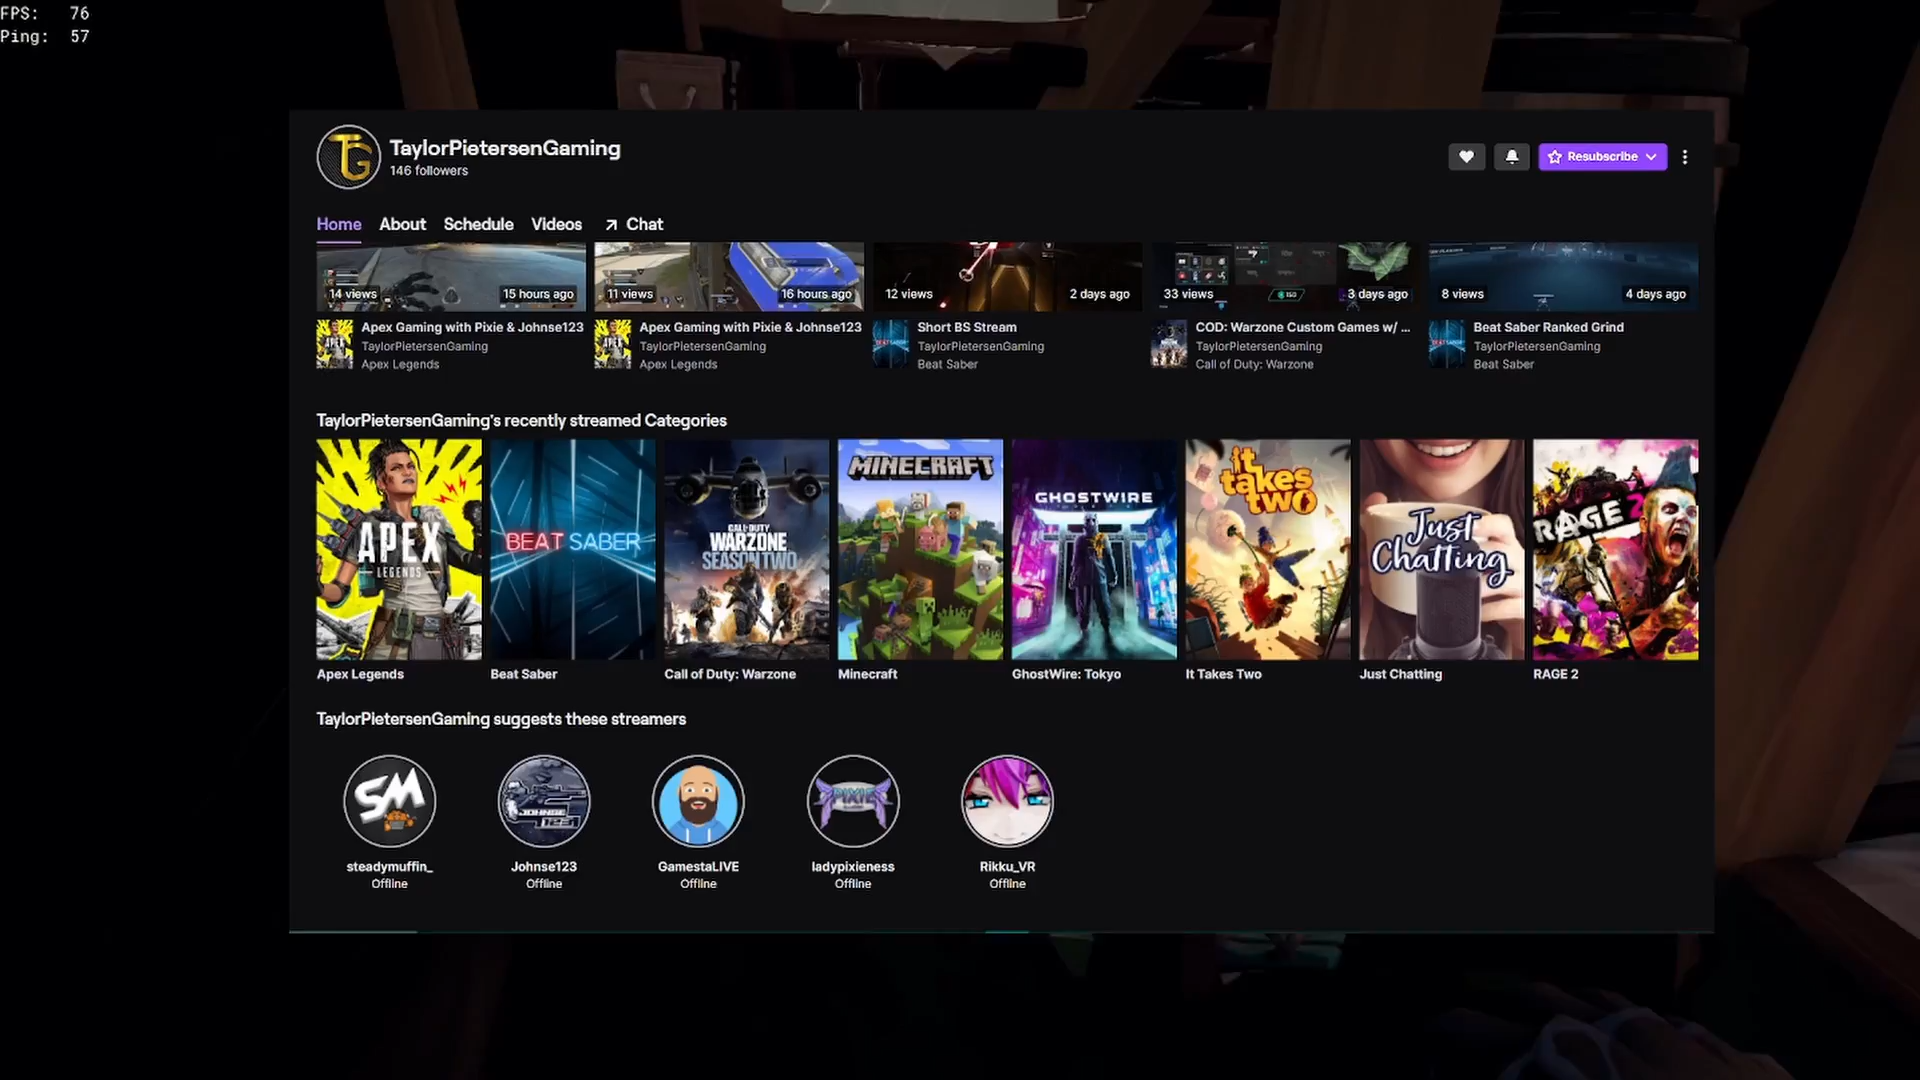 FPS: 76
Ping: 57
TG
TaylorPietersenGaming
146 followers
Resubscribe
Home About Schedule Videos Chat
14 views 15 hours ago
11 views 16 hours ago
12 views 2 days ago
33 views 3 days ago
8 views 4 days ago
Apex Gaming with Pixie & Johnse123
TaylorPietersenGaming
Apex Legends
Apex Gaming with Pixie & Johnse123
TaylorPietersenGaming
Apex Legends
Short BS Stream
TaylorPietersenGaming
Beat Saber
COD: Warzone Custom Games w/ ...
TaylorPietersenGaming
Call of Duty: Warzone
Beat Saber Ranked Grind
TaylorPietersenGaming
Beat Saber
TaylorPietersenGaming's recently streamed Categories
APEX
LEGENDS
BEAT SABER
CALL OF DUTY
WARZONE
SEASON TWO
MINECRAFT
GHOSTWIRE
it
takes
two
Just
Chatting
RAGE 2
Apex Legends
Beat Saber
Call of Duty: Warzone
Minecraft
GhostWire: Tokyo
It Takes Two
Just Chatting
RAGE 2
TaylorPietersenGaming suggests these streamers
SM
JOHNSE
123
PIXIE
steadymuffin_
Offline
Johnse123
Offline
GamestaLIVE
Offline
ladypixieness
Offline
Rikku_VR
Offline